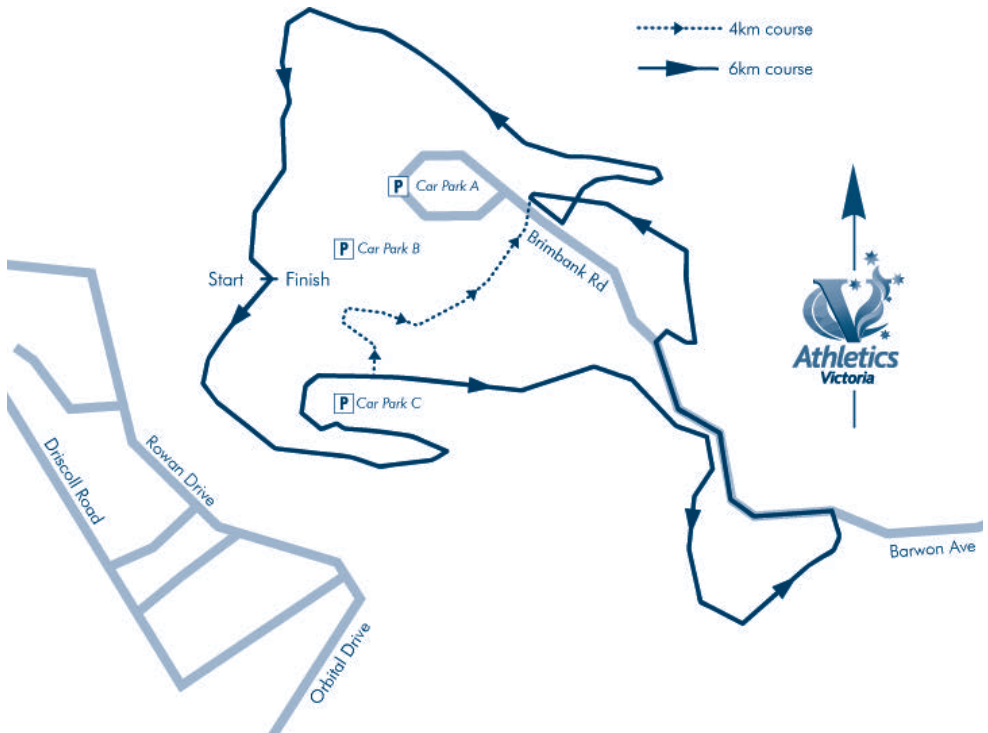 4km course
6km course
P Car Park A
P Car Park B
Brimbank Rd
Start Finish
Athletics
Victoria
P Car Park C
Rowan Drive
Driscoll Road
Barwon Ave
Orbital Drive